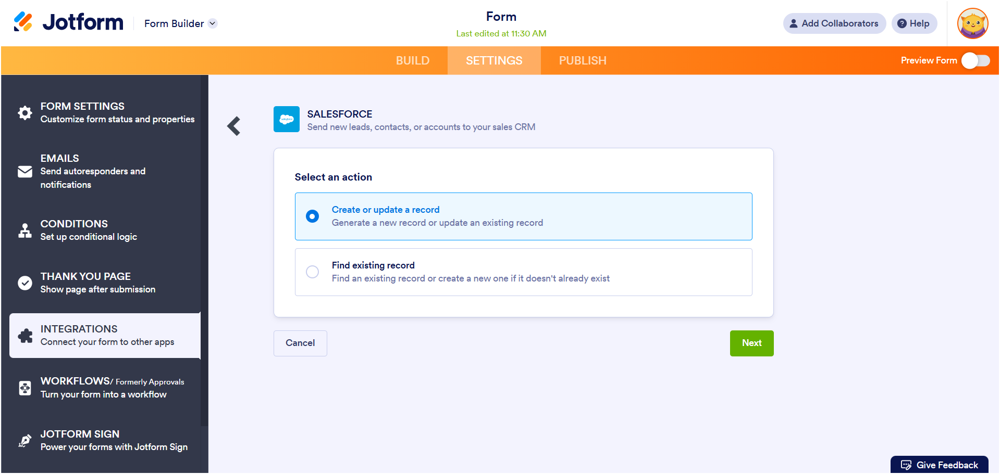 Jotform
Form Builder
Form
Last edited at 11:30 AM
Add Collaborators
Help
BUILD
SETTINGS
PUBLISH
Preview Form
FORM SETTINGS
Customize form status and properties
EMAILS
Send autoresponders and
notifications
CONDITIONS
Set up conditional logic
THANK YOU PAGE
Show page after submission
INTEGRATIONS
Connect your form to other apps
WORKFLOWS/ Formerly Approvals
Turn your form into a workflow
JOTFORM SIGN
Power your forms with Jotform Sign
salesforce
SALESFORCE
Send new leads, contacts, or accounts to your sales CRM
Select an action
Create or update a record
Generate a new record or update an existing record
Find existing record
Find an existing record or create a new one if it doesn't already exist
Cancel
Next
Give Feedback